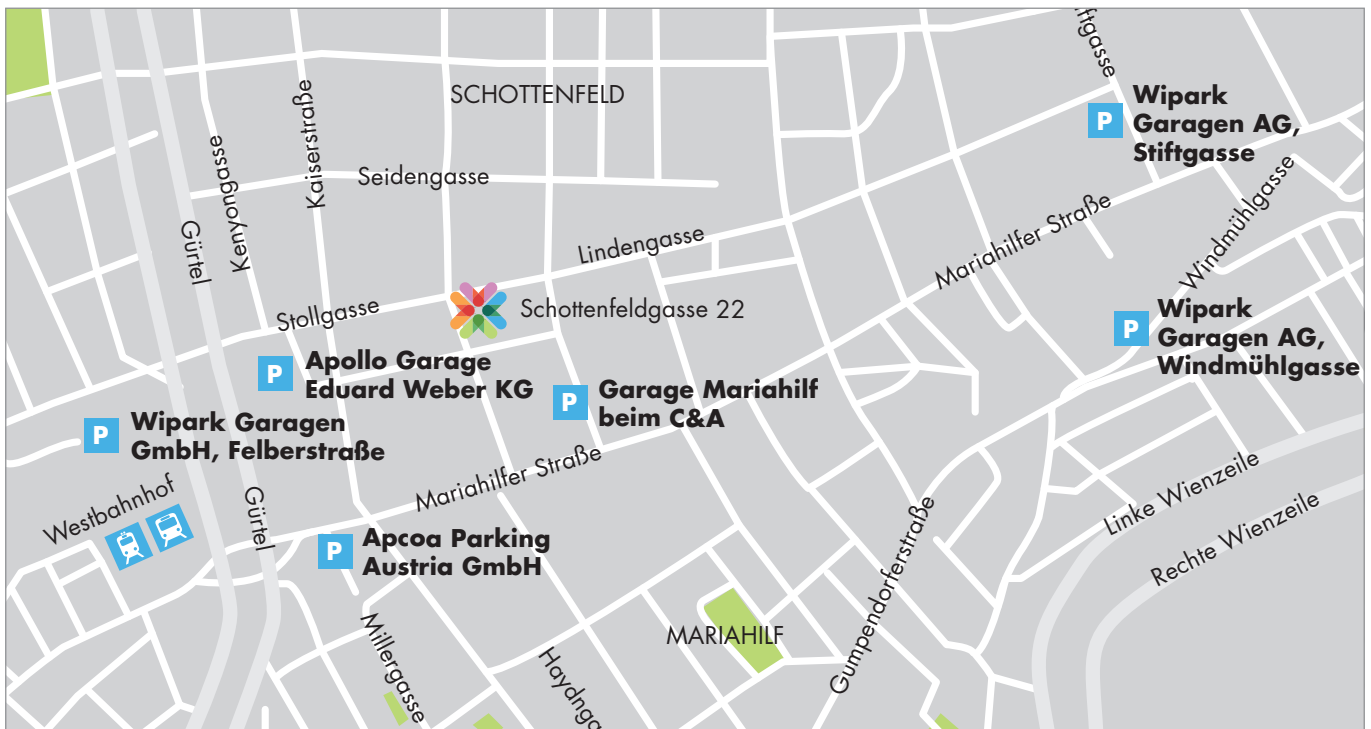 ftgasse
SCHOTTENFELD
Wipark
Garagen AG,
Stiftgasse
P
Kaiserstraße
Kenyongasse
Seidengasse
Gürtel
Lindengasse
Mariahilfer Straße
Windmühlgasse
Stollgasse
Schottenfeldgasse 22
Wipark
Garagen AG,
Windmühlgasse
P
Apollo Garage
Eduard Weber KG
P
Garage Mariahilf
beim C&A
P
Wipark Garagen
GmbH, Felberstraße
P
Mariahilfer Straße
Westbahnhof
Gürtel
Apcoa Parking
Austria GmbH
P
Linke Wienzeile
Rechte Wienzeile
Gumpendorferstraße
MARIAHILF
Millergasse
Haydnga